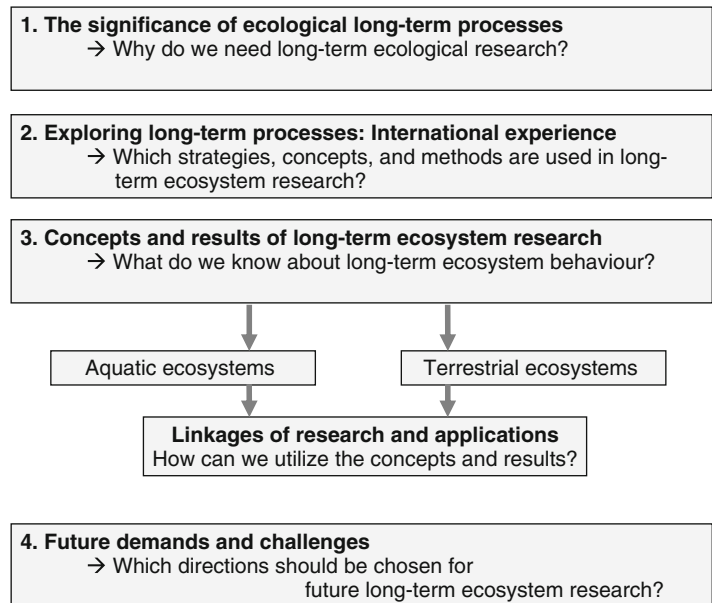 1. The significance of ecological long-term processes
→ Why do we need long-term ecological research?
2. Exploring long-term processes: International experience
→ Which strategies, concepts, and methods are used in long-
term ecosystem research?
3. Concepts and results of long-term ecosystem research
→ What do we know about long-term ecosystem behaviour?
Aquatic ecosystems
Terrestrial ecosystems
Linkages of research and applications
How can we utilize the concepts and results?
4. Future demands and challenges
→ Which directions should be chosen for
future long-term ecosystem research?